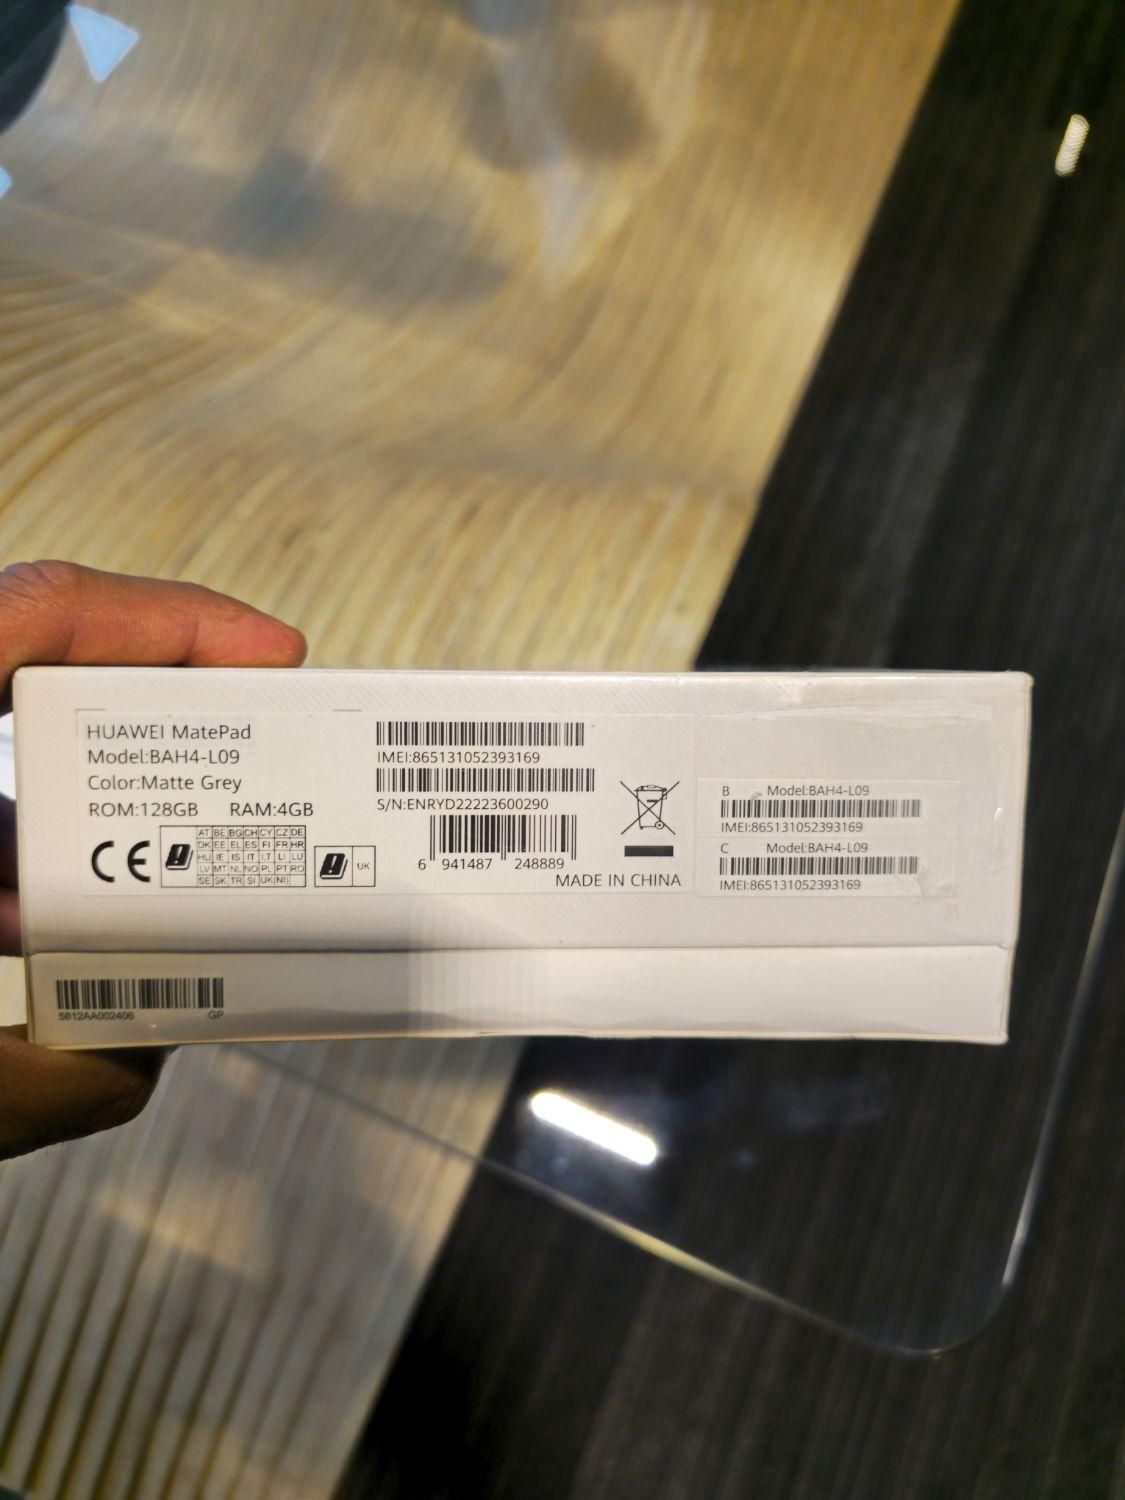 HUAWEI MatePad
Model:BAH4-L09
Color:Matte Grey
ROM:128GB RAM:4GB
CE
AT BE BG CH CY CZ DE
DK EE EL ES FI FR HR
HU IE IS IT LT LI LU
LV MT NL NO PL PT RO
SE SK TR SI UK(NI)
UK
IMEI:865131052393169
S/N:ENRYD22223600290
6 941487 248889
MADE IN CHINA
B Model:BAH4-L09
IMEI:865131052393169
C Model:BAH4-L09
IMEI:865131052393169
5812AA002406 GP